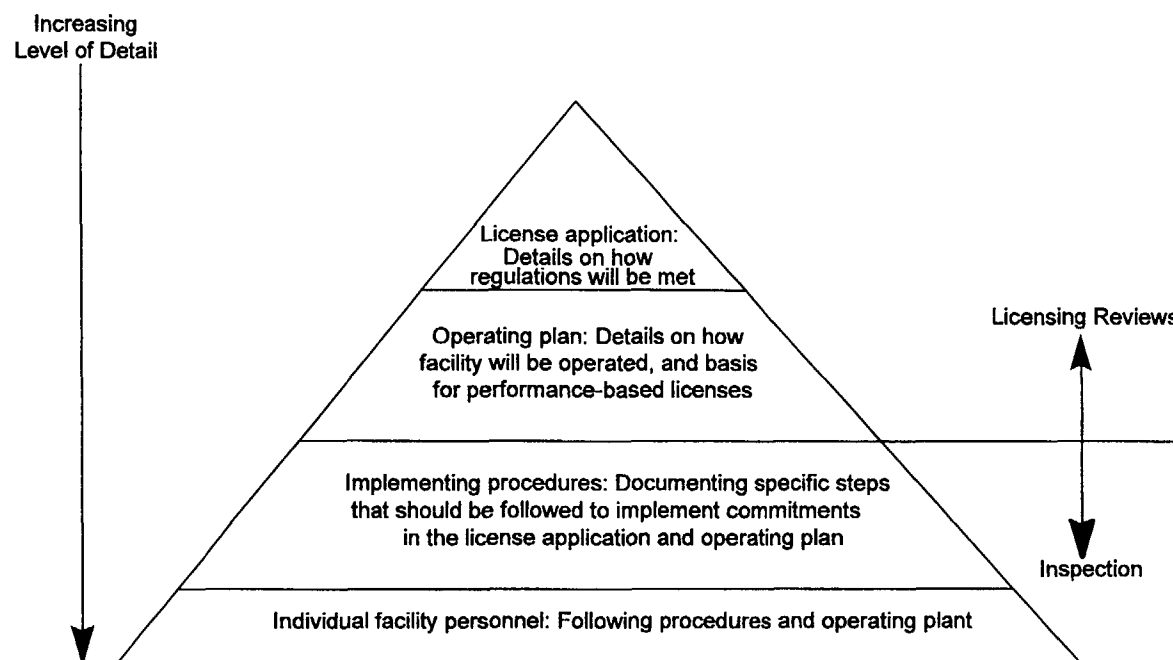 Increasing
Level of Detail
License application:
Details on how
regulations will be met
Operating plan: Details on how
facility will be operated, and basis
for performance-based licenses
Licensing Reviews
Implementing procedures: Documenting specific steps
that should be followed to implement commitments
in the license application and operating plan
Inspection
Individual facility personnel: Following procedures and operating plant